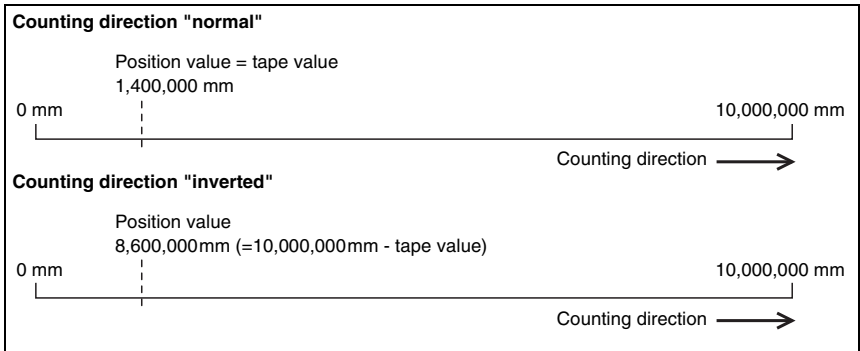 Counting direction "normal"
Position value = tape value
1,400,000 mm
0 mm
10,000,000 mm
Counting direction
Counting direction "inverted"
Position value
8,600,000mm (=10,000,000mm - tape value)
0 mm
10,000,000 mm
Counting direction